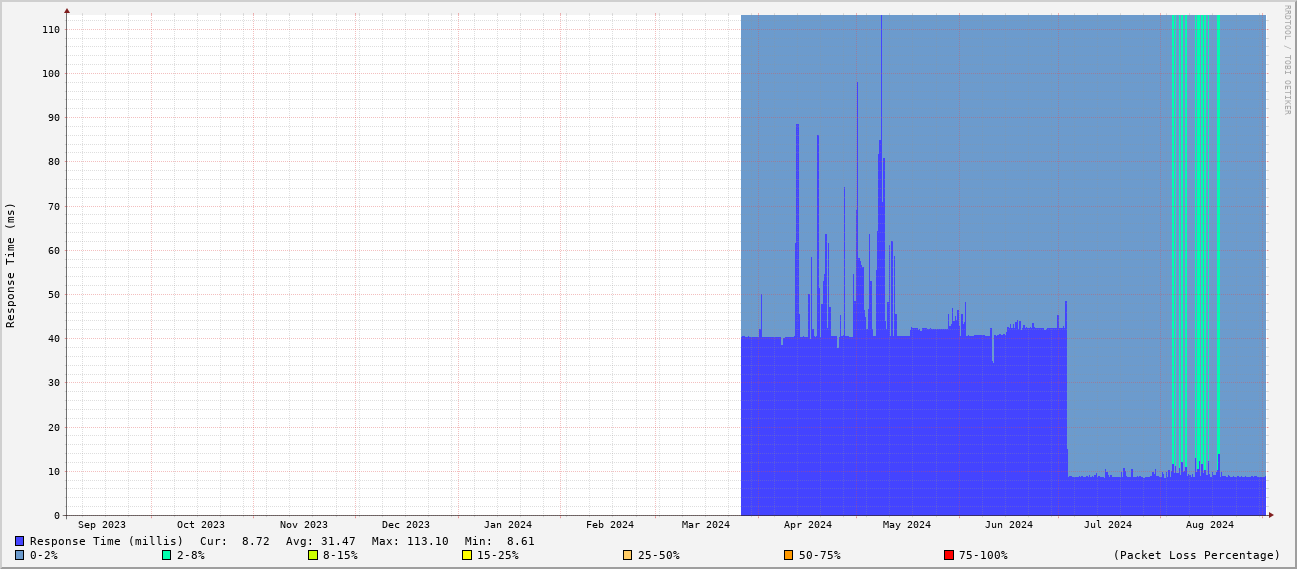 RRDTOOL / TOBI OETIKER
Response Time (ms)
110
100
90
80
70
60
50
40
30
20
10
0
Sep 2023 Oct 2023 Nov 2023 Dec 2023 Jan 2024 Feb 2024 Mar 2024 Apr 2024 May 2024 Jun 2024 Jul 2024 Aug 2024
Response Time (millis) Cur: 8.72 Avg: 31.47 Max: 113.10 Min: 8.61
0-2% 2-8% 8-15% 15-25% 25-50% 50-75% 75-100% (Packet Loss Percentage)